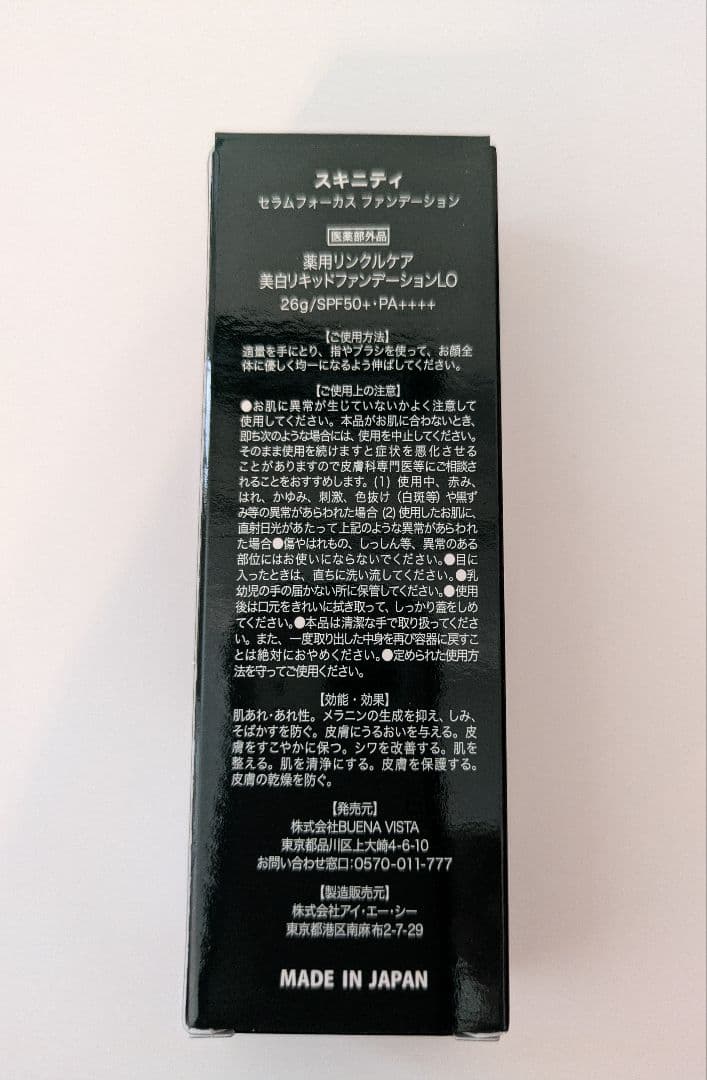 スキニティ
セラムフォーカス ファンデーション
医薬部外品
薬用リンクルケア
美白リキッドファンデーションLO
26g/SPF50+・PA++++
【ご使用方法】
適量を手にとり、指やブラシを使って、お顔全
体に優しく均一になるよう伸ばしてください。
【ご使用上の注意】
●お肌に異常が生じていないかよく注意して
使用してください。本品がお肌に合わないとき、
即ち次のような場合には、使用を中止してください。
そのまま使用を続けますと症状を悪化させる
ことがありますので皮膚科専門医等にご相談さ
れることをおすすめします。(1) 使用中、赤み、
はれ、かゆみ、刺激、色抜け（白斑等）や黒ず
み等の異常があらわれた場合 (2) 使用したお肌に、
直射日光があたって上記のような異常があらわれ
た場合●傷やはれもの、しっしん等、異常のある
部位にはお使いにならないでください。●目に
入ったときは、直ちに洗い流してください。●乳
幼児の手の届かない所に保管してください。●使用
後は口元をきれいに拭き取って、しっかり蓋をしめ
てください。●本品は清潔な手で取り扱ってくださ
い。また、一度取り出した中身を再び容器に戻すこ
とは絶対におやめください。●定められた使用方
法を守ってご使用ください。
【効能・効果】
肌あれ・あれ性。メラニンの生成を抑え、しみ、
そばかすを防ぐ。皮膚にうるおいを与える。皮
膚をすこやかに保つ。シワを改善する。肌を
整える。肌を清浄にする。皮膚を保護する。
皮膚の乾燥を防ぐ。
【発売元】
株式会社BUENA VISTA
東京都品川区上大崎4-6-10
お問い合わせ窓口：0570-011-777
【製造販売元】
株式会社アイ・エー・シー
東京都港区南麻布2-7-29
MADE IN JAPAN